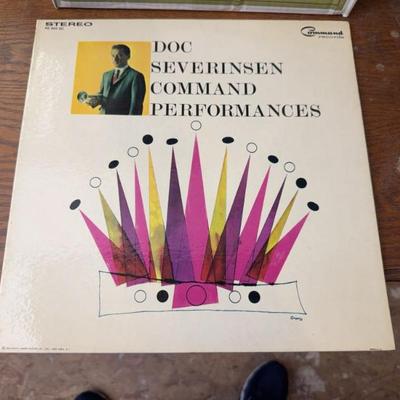 STEREO
Command
RECORDS
DOC
SEVERINSEN
COMMAND
PERFORMANCES